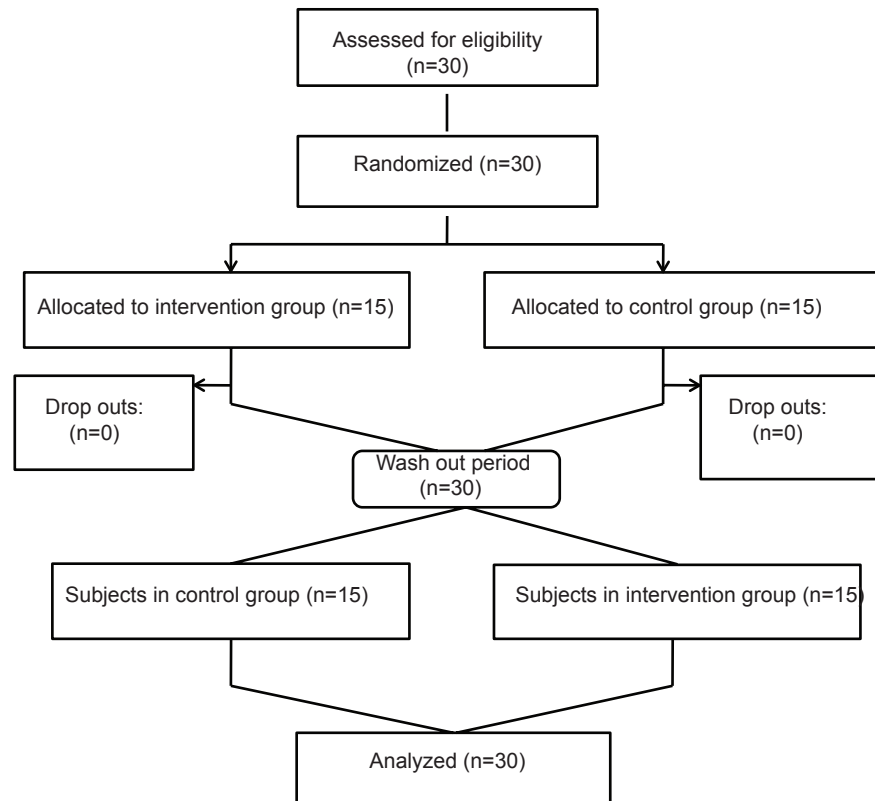 Assessed for eligibility
(n=30)
Randomized (n=30)
Allocated to intervention group (n=15)
Allocated to control group (n=15)
Drop outs:
(n=0)
Drop outs:
(n=0)
Wash out period
(n=30)
Subjects in control group (n=15)
Subjects in intervention group (n=15)
Analyzed (n=30)